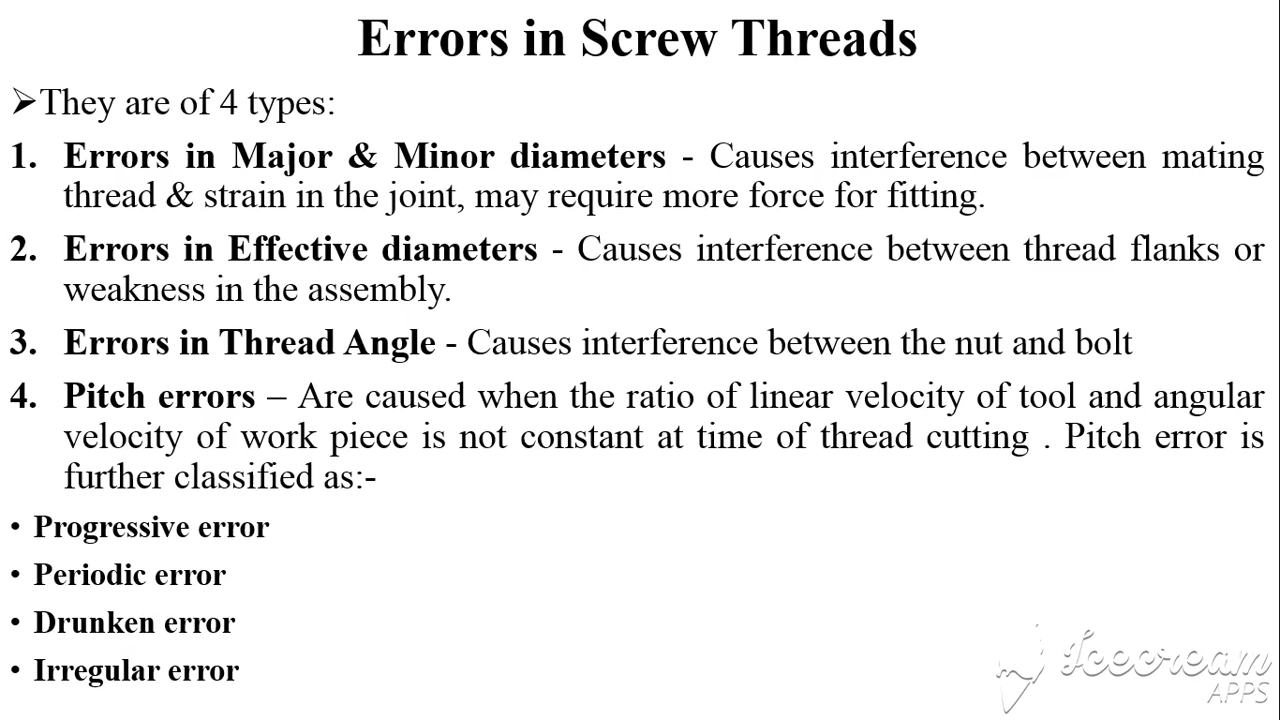 Errors in Screw Threads
➢They are of 4 types:
1. Errors in Major & Minor diameters - Causes interference between mating
thread & strain in the joint, may require more force for fitting.
2. Errors in Effective diameters - Causes interference between thread flanks or
weakness in the assembly.
3. Errors in Thread Angle - Causes interference between the nut and bolt
4. Pitch errors – Are caused when the ratio of linear velocity of tool and angular
velocity of work piece is not constant at time of thread cutting . Pitch error is
further classified as:-
• Progressive error
• Periodic error
• Drunken error
• Irregular error
Icecream
APPS